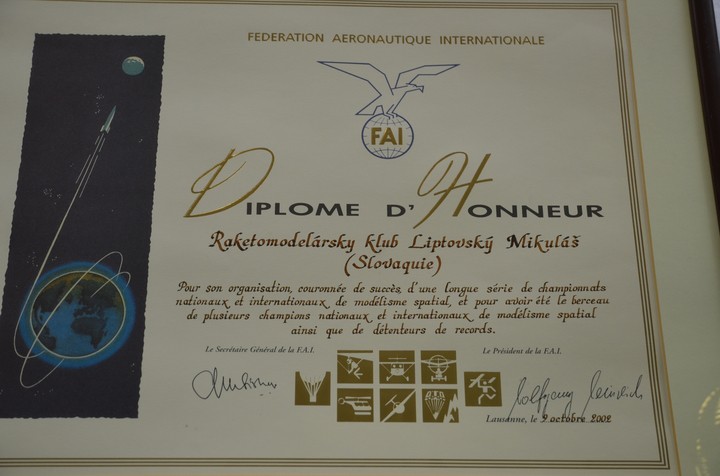 FEDERATION AERONAUTIQUE INTERNATIONALE
FAI
DIPLOME D'HONNEUR
Raketomodelársky klub Liptovský Mikuláš
(Slovaquie)
Pour son organisation, couronnée de succès, d'une longue série de championnats
nationaux et internationaux de modélisme spatial, et pour avoir été le berceau
de plusieurs champions nationaux et internationaux de modélisme spatial
ainsi que de détenteurs de records.
Le Secrétaire Général de la F.A.I.
Le Président de la F.A.I.
Wolfgang Weinreich
Lausanne, le 9 octobre 2002